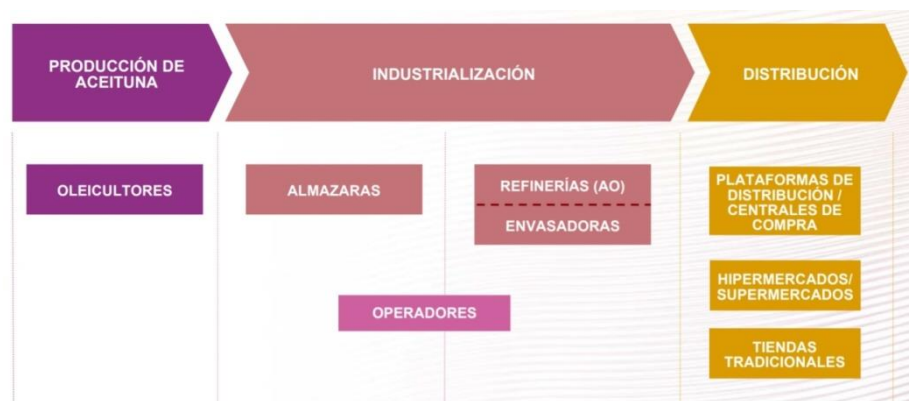 PRODUCCIÓN DE
ACEITUNA
INDUSTRIALIZACIÓN
DISTRIBUCIÓN
OLEICULTORES
ALMAZARAS
REFINERÍAS (AO)
ENVASADORAS
OPERADORES
PLATAFORMAS DE
DISTRIBUCIÓN /
CENTRALES DE
COMPRA
HIPERMERCADOS/
SUPERMERCADOS
TIENDAS
TRADICIONALES